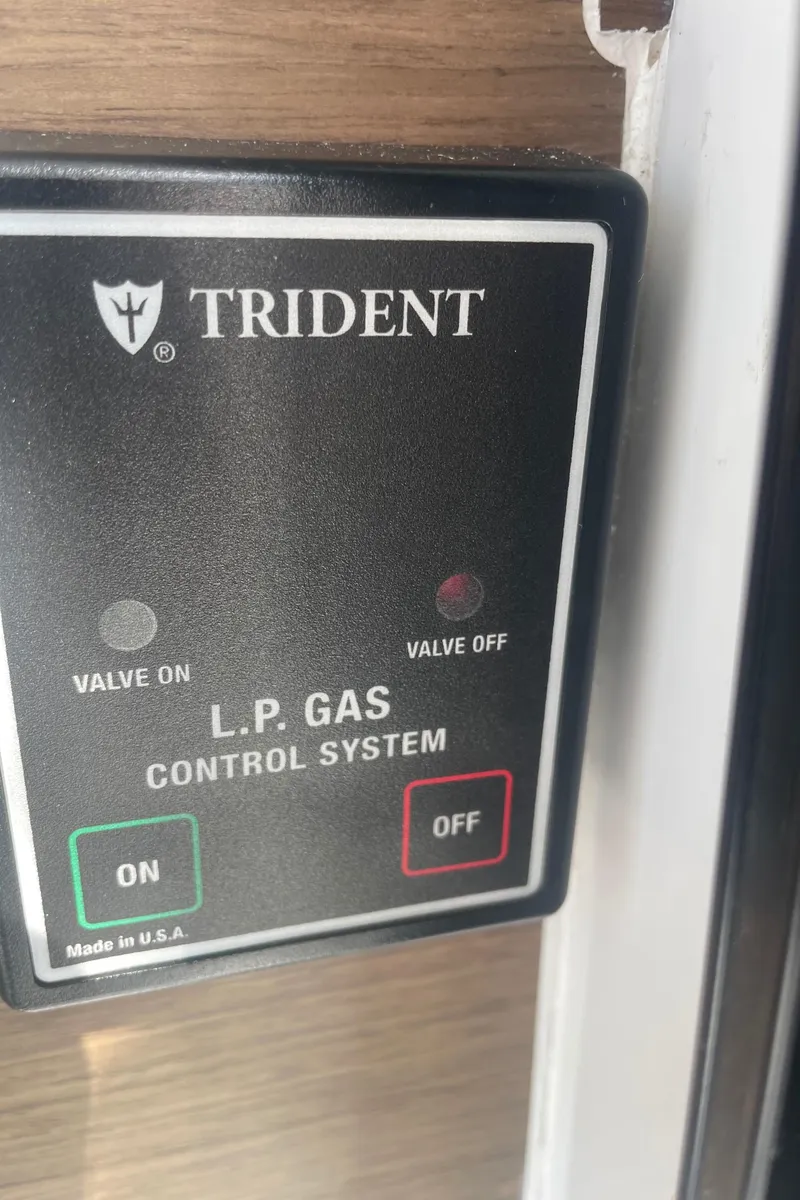 ® TRIDENT
VALVE ON
VALVE OFF
L.P. GAS
CONTROL SYSTEM
ON
OFF
Made in U.S.A.